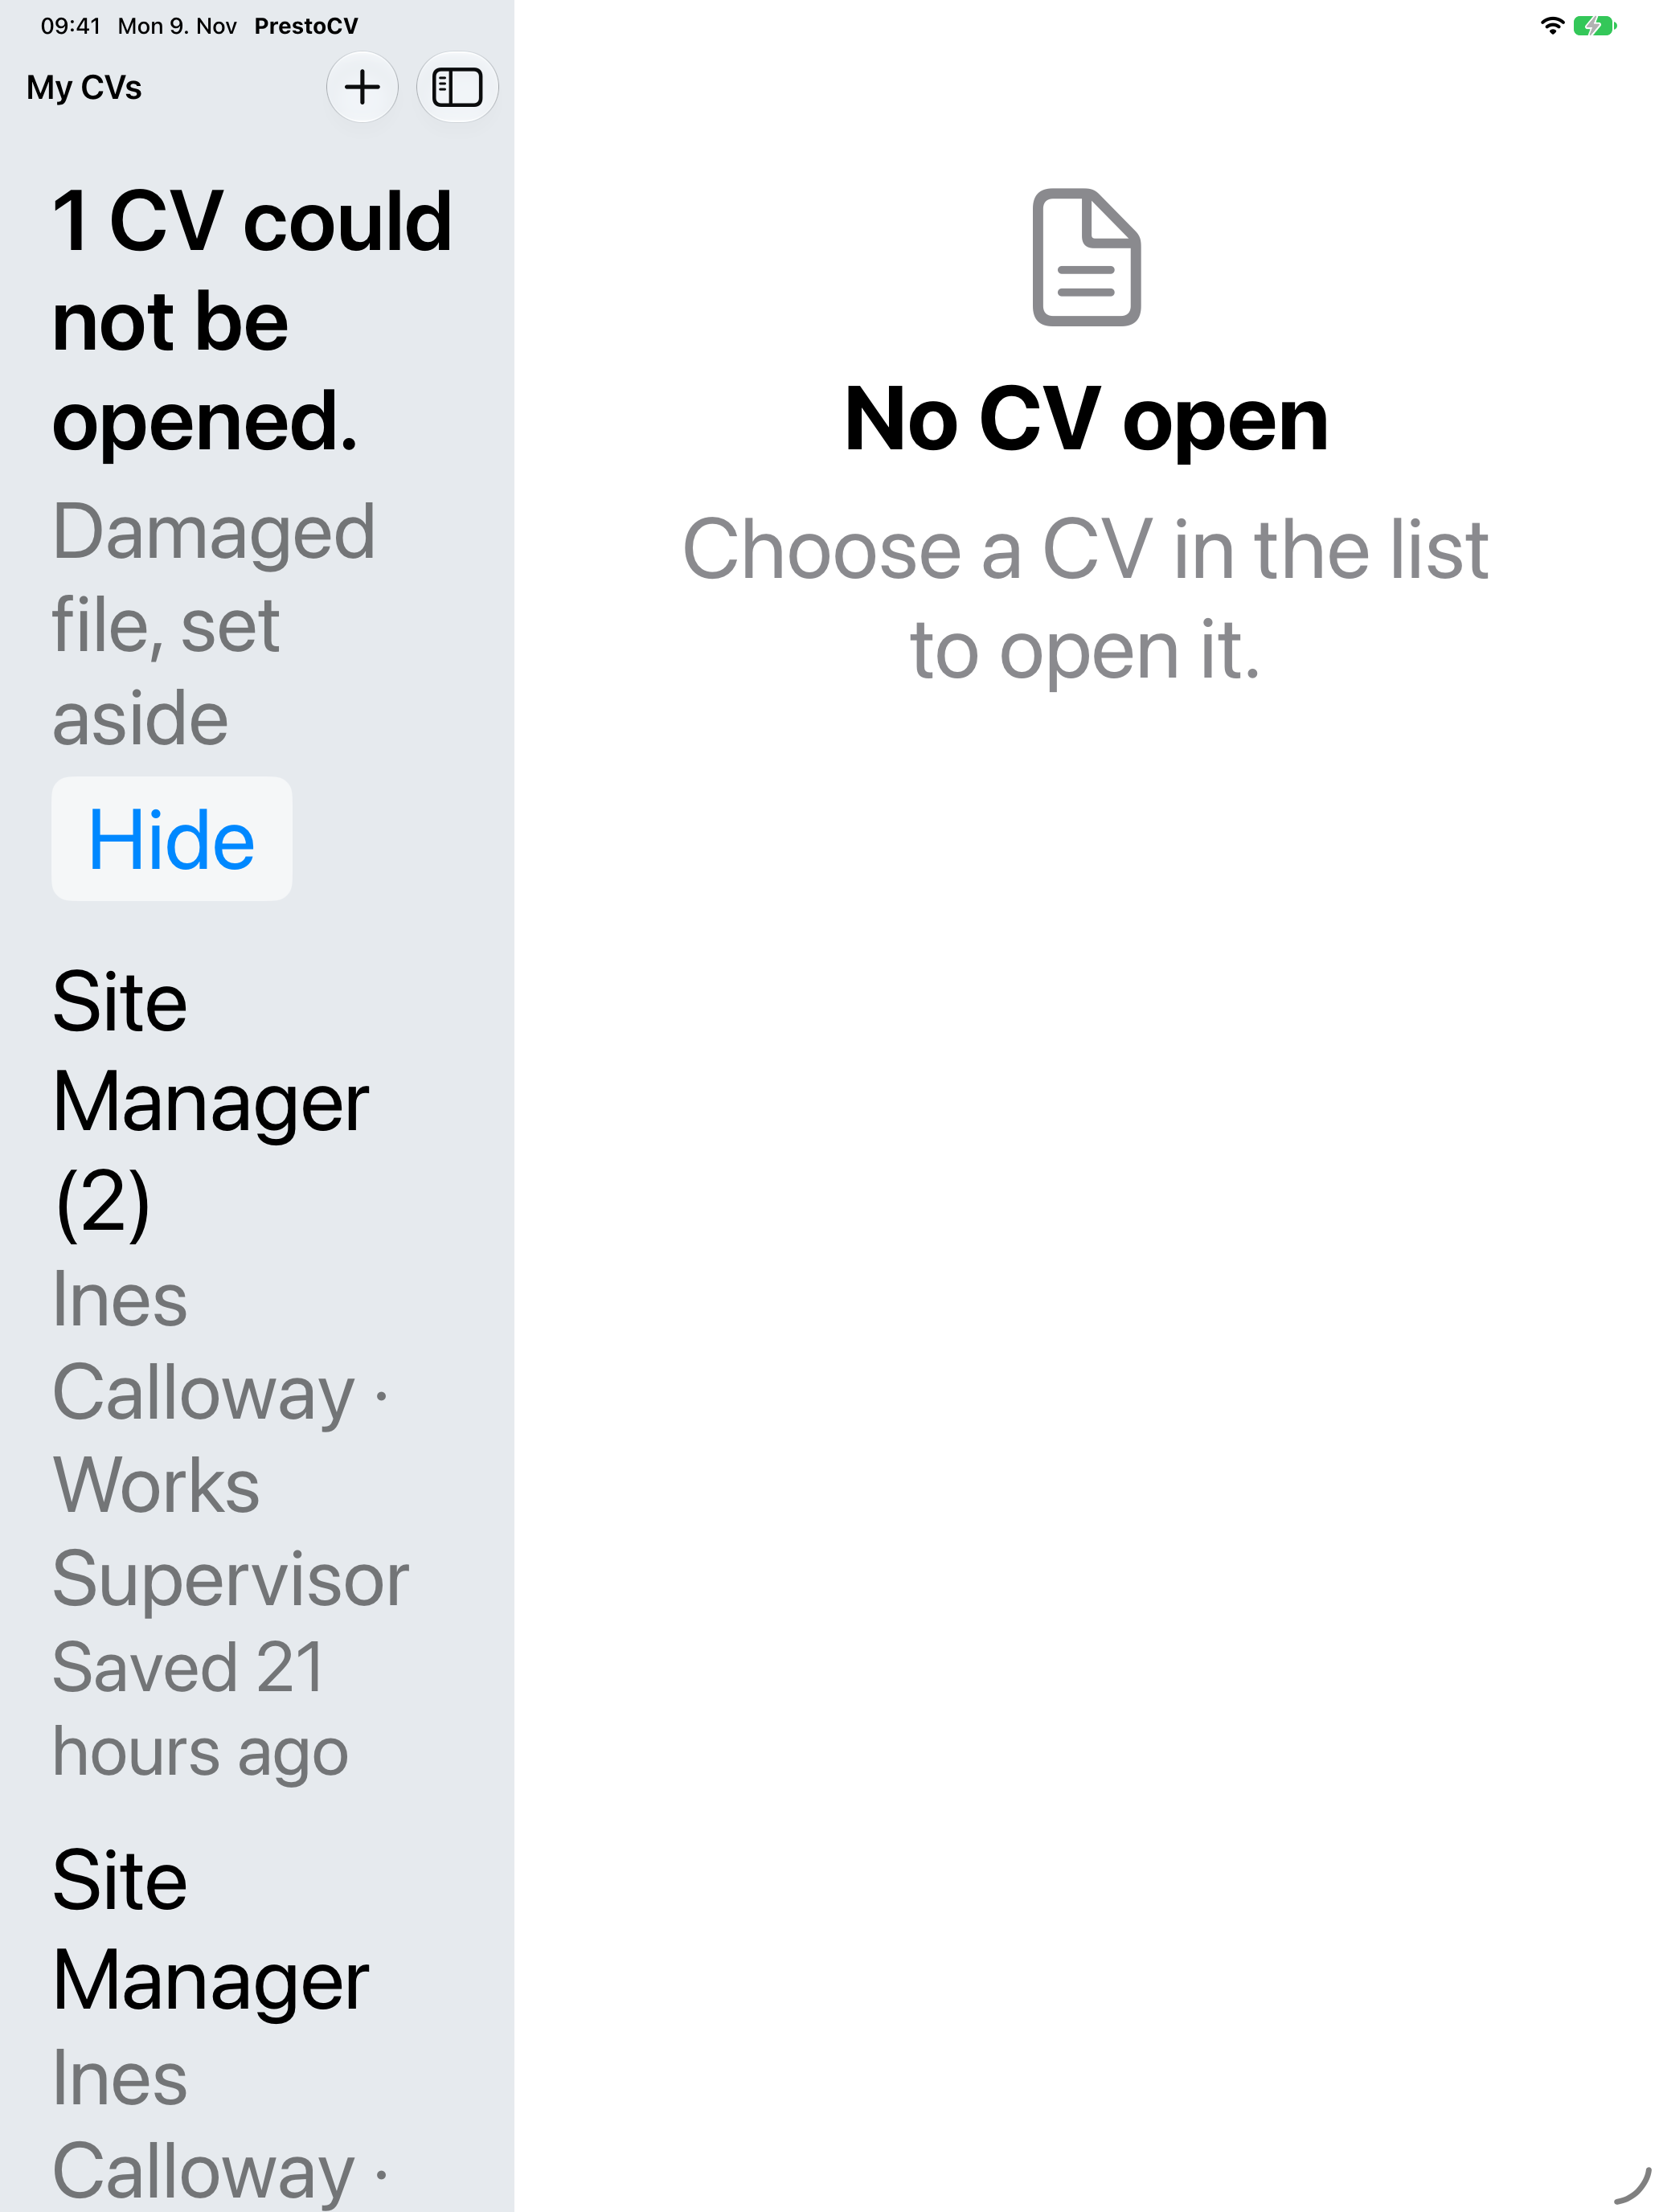 09:41 Mon 9. Nov PrestoCV
My CVs
1 CV could
not be
opened.
Damaged
file, set
aside
Hide
Site
Manager
(2)
Ines
Calloway ·
Works
Supervisor
Saved 21
hours ago
Site
Manager
Ines
Calloway ·
No CV open
Choose a CV in the list
to open it.